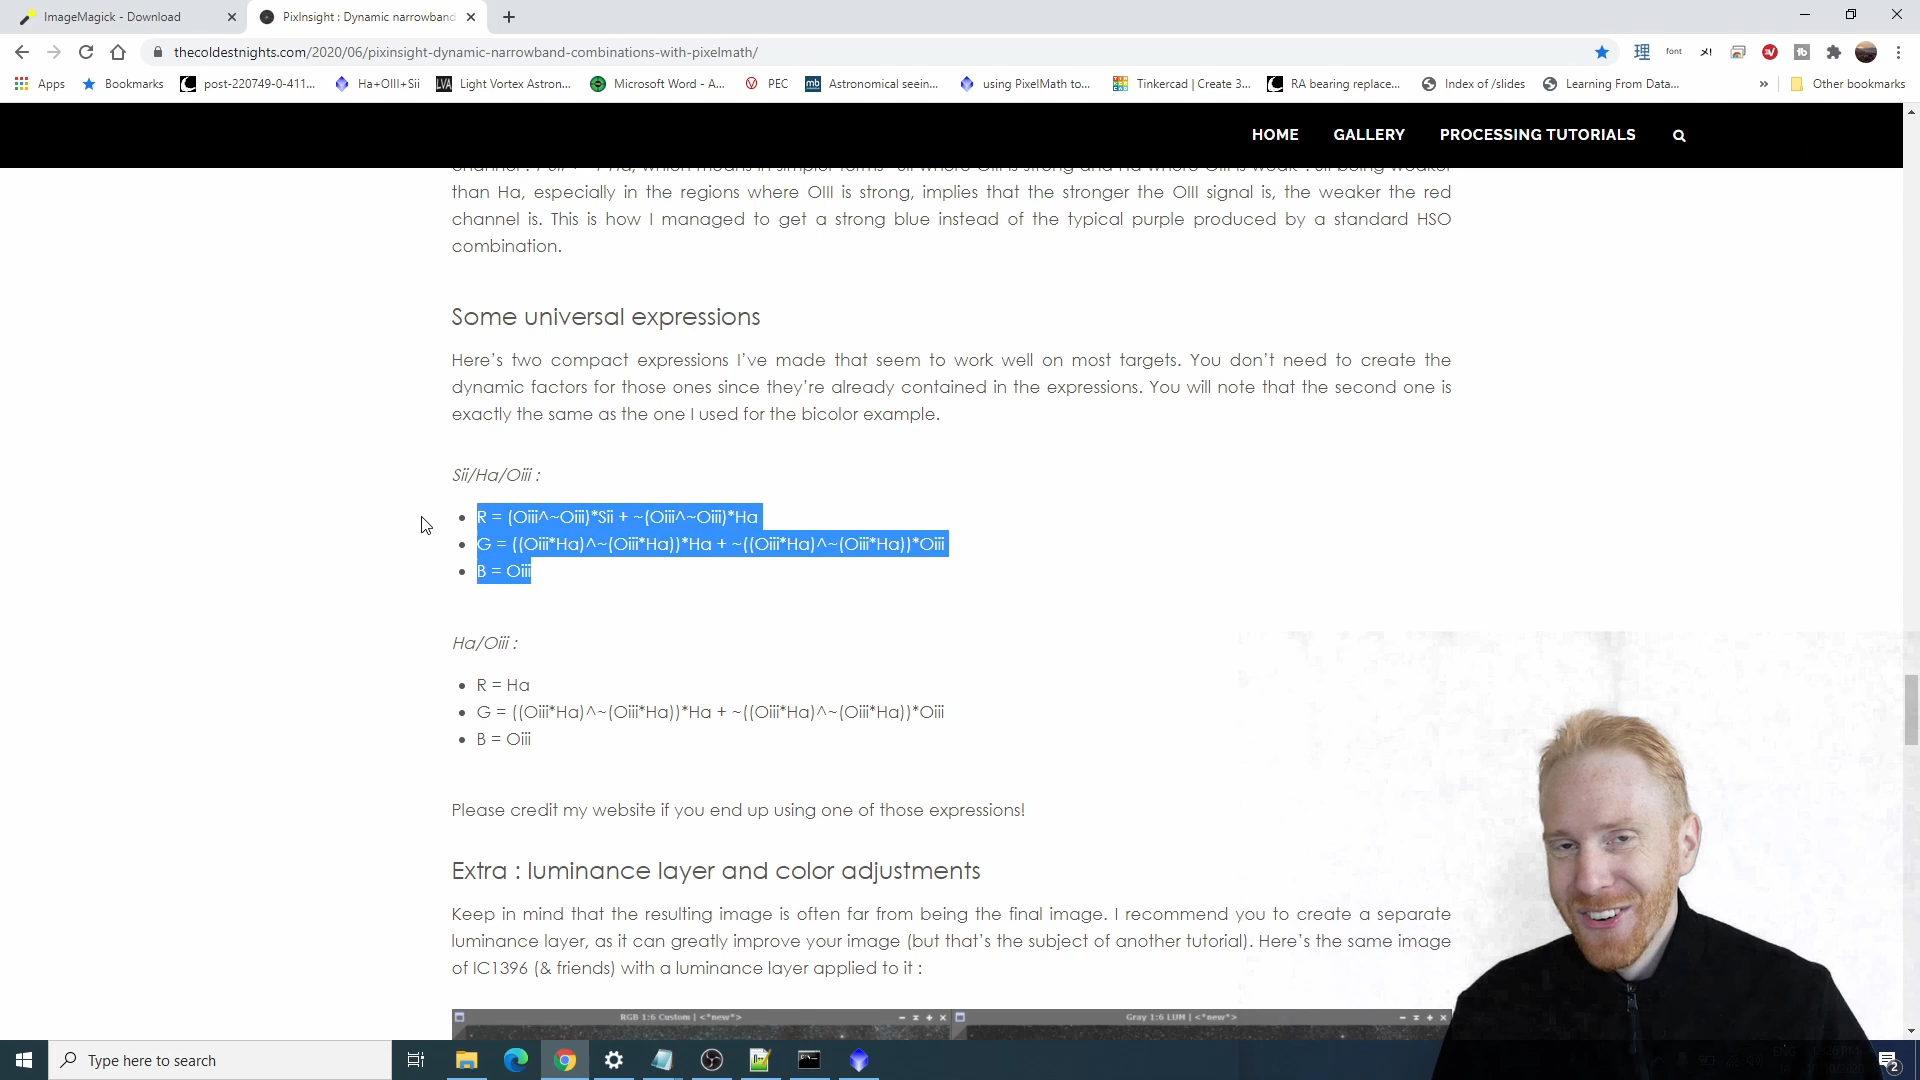 ImageMagick - Download
PixInsight : Dynamic narrowband
thecoldestnights.com/2020/06/pixinsight-dynamic-narrowband-combinations-with-pixelmath/
Apps
Bookmarks
post-220749-0-411...
Ha+OIII+Sii
LVA Light Vortex Astron...
Microsoft Word - A...
PEC
mb Astronomical seein...
using PixelMath to...
Tinkercad | Create 3...
RA bearing replace...
Index of /slides
Learning From Data...
»
Other bookmarks
HOME
GALLERY
PROCESSING TUTORIALS
than Ha, especially in the regions where OIII is strong, implies that the stronger the OIII signal is, the weaker the red
channel is. This is how I managed to get a strong blue instead of the typical purple produced by a standard HSO
combination.
Some universal expressions
Here's two compact expressions I've made that seem to work well on most targets. You don't need to create the
dynamic factors for those ones since they're already contained in the expressions. You will note that the second one is
exactly the same as the one I used for the bicolor example.
Sii/Ha/Oiii :
• R = (Oiii^~Oiii)*Sii + ~(Oiii^~Oiii)*Ha
• G = ((Oiii*Ha)^~(Oiii*Ha))*Ha + ~((Oiii*Ha)^~(Oiii*Ha))*Oiii
• B = Oiii
Ha/Oiii :
• R = Ha
• G = ((Oiii*Ha)^~(Oiii*Ha))*Ha + ~((Oiii*Ha)^~(Oiii*Ha))*Oiii
• B = Oiii
Please credit my website if you end up using one of those expressions!
Extra : luminance layer and color adjustments
Keep in mind that the resulting image is often far from being the final image. I recommend you to create a separate
luminance layer, as it can greatly improve your image (but that's the subject of another tutorial). Here's the same image
of IC1396 (& friends) with a luminance layer applied to it :
RGB 1:6 Custom | <*new*>
Gray 1:6 LUM | <*new*>
Type here to search
2